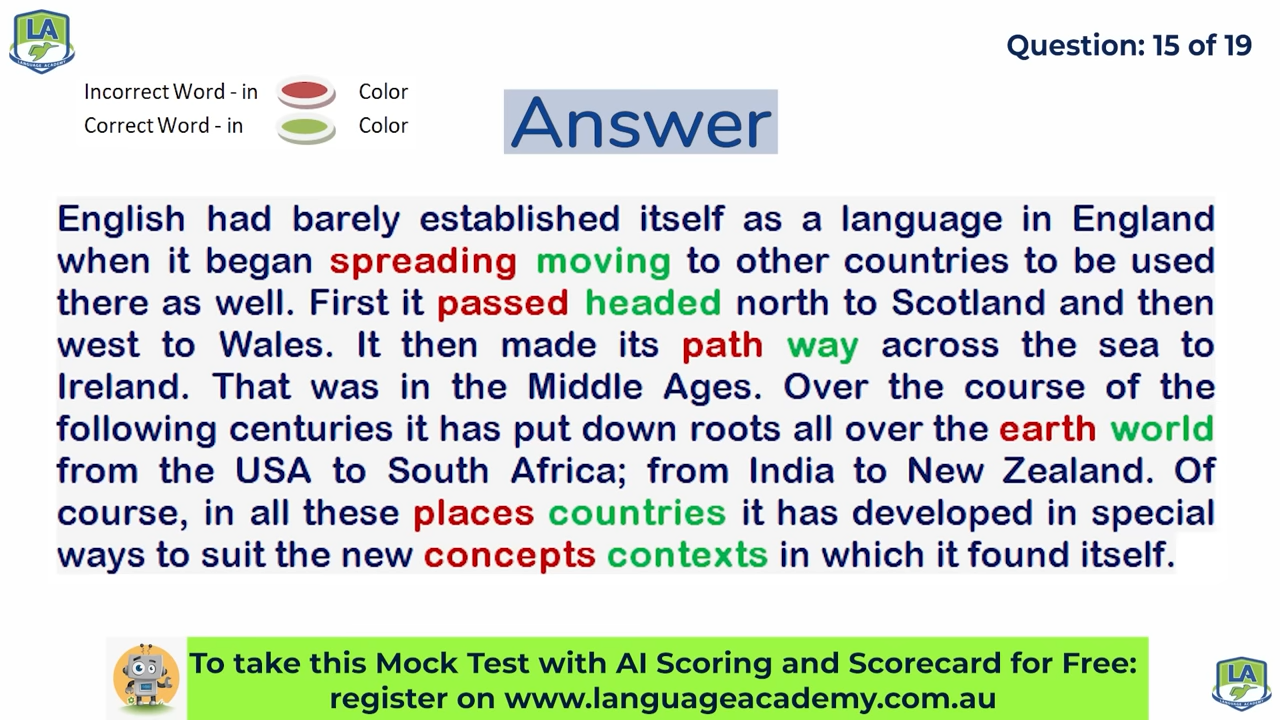 LA
LANGUAGE ACADEMY
Question: 15 of 19
Incorrect Word - in Color
Correct Word - in Color
Answer
English had barely established itself as a language in England
when it began spreading moving to other countries to be used
there as well. First it passed headed north to Scotland and then
west to Wales. It then made its path way across the sea to
Ireland. That was in the Middle Ages. Over the course of the
following centuries it has put down roots all over the earth world
from the USA to South Africa; from India to New Zealand. Of
course, in all these places countries it has developed in special
ways to suit the new concepts contexts in which it found itself.
To take this Mock Test with AI Scoring and Scorecard for Free:
register on www.languageacademy.com.au
LA